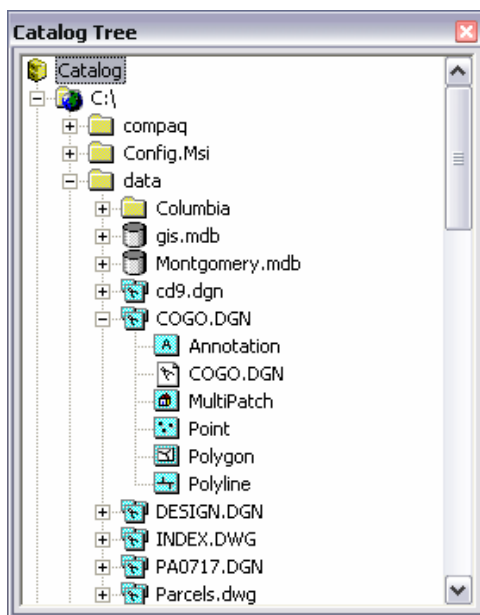 Catalog Tree
Catalog
C:\
compaq
Config.Msi
data
Columbia
gis.mdb
Montgomery.mdb
cd9.dgn
COGO.DGN
Annotation
COGO.DGN
MultiPatch
Point
Polygon
Polyline
DESIGN.DGN
INDEX.DWG
PA0717.DGN
Parcels.dwg